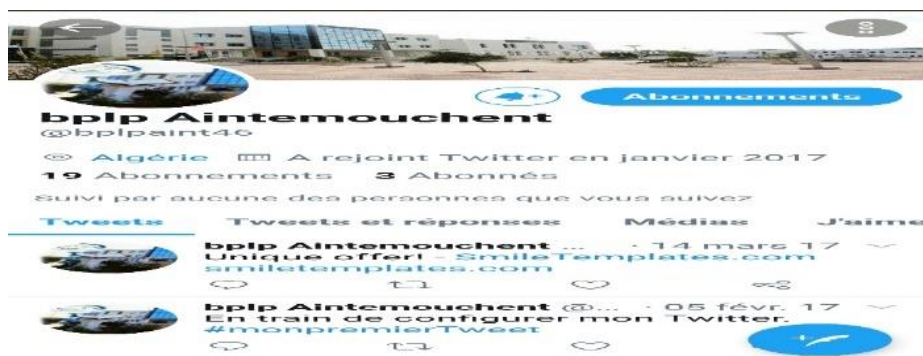 Abonnements
bplp Aintemouchent
@bplpaint46
Algérie A rejoint Twitter en janvier 2017
19 Abonnements 3 Abonnés
Suivi par aucune des personnes que vous suivez
Tweets Tweets et réponses Médias J'aime
bplp Aintemouchent ... · 14 mars 17
Unique offer! - SmileTemplates.com
smiletemplates.com
bplp Aintemouchent @... · 05 févr. 17
En train de configurer mon Twitter.
#monpremierTweet